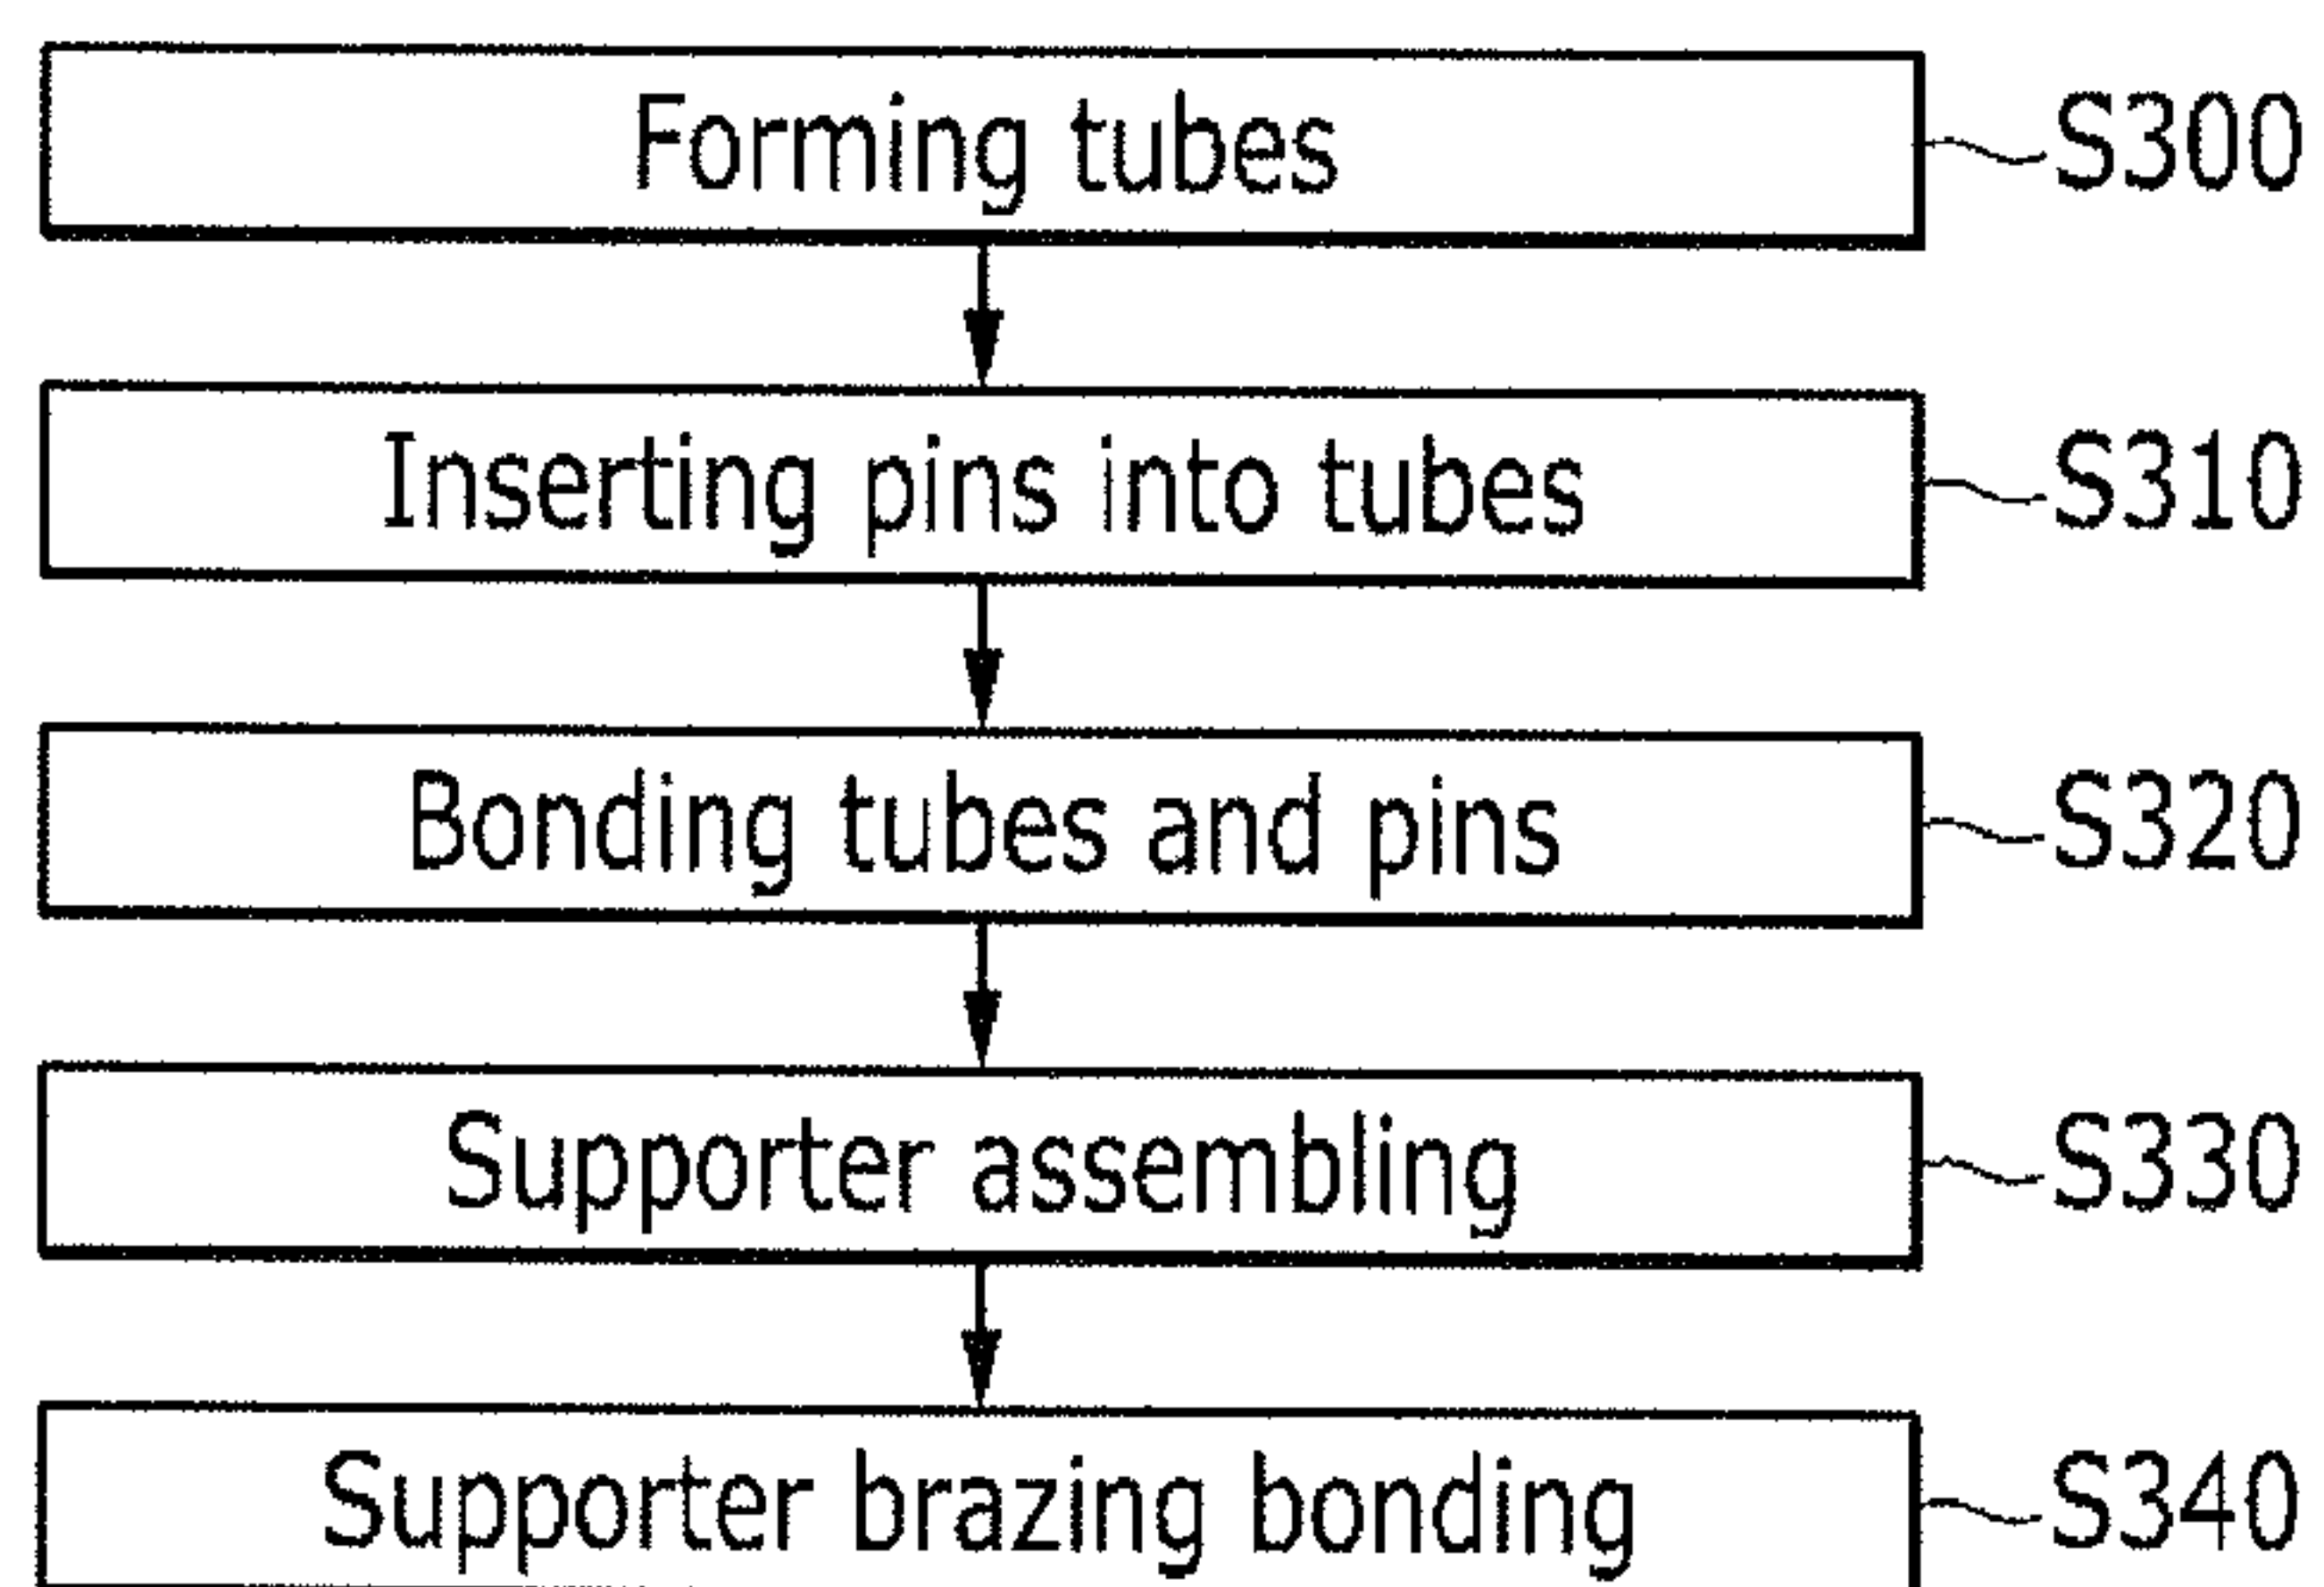 Forming tubes S300
Inserting pins into tubes S310
Bonding tubes and pins S320
Supporter assembling S330
Supporter brazing bonding S340